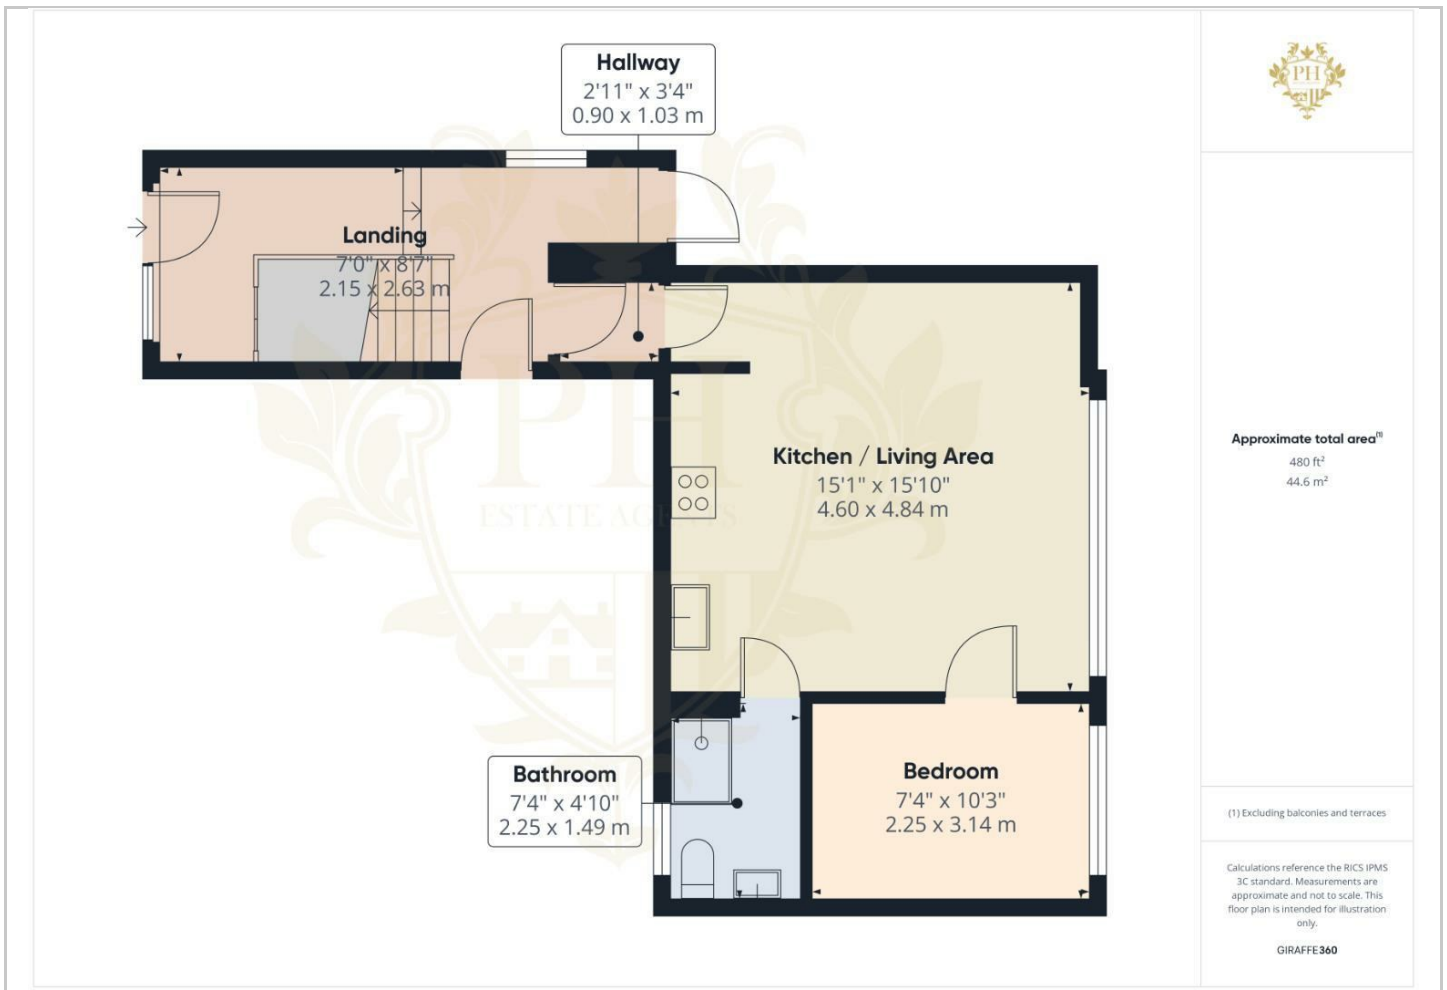 Hallway
2'11" x 3'4"
0.90 x 1.03 m
PH
Landing
7'0" x 8'7"
2.15 x 2.63 m
PH
ESTATE AGENTS
Kitchen / Living Area
15'1" x 15'10"
4.60 x 4.84 m
Approximate total area(1)
480 ft²
44.6 m²
Bathroom
7'4" x 4'10"
2.25 x 1.49 m
Bedroom
7'4" x 10'3"
2.25 x 3.14 m
(1) Excluding balconies and terraces
Calculations reference the RICS IPMS
3C standard. Measurements are
approximate and not to scale. This
floor plan is intended for illustration
only.
GIRAFFE360